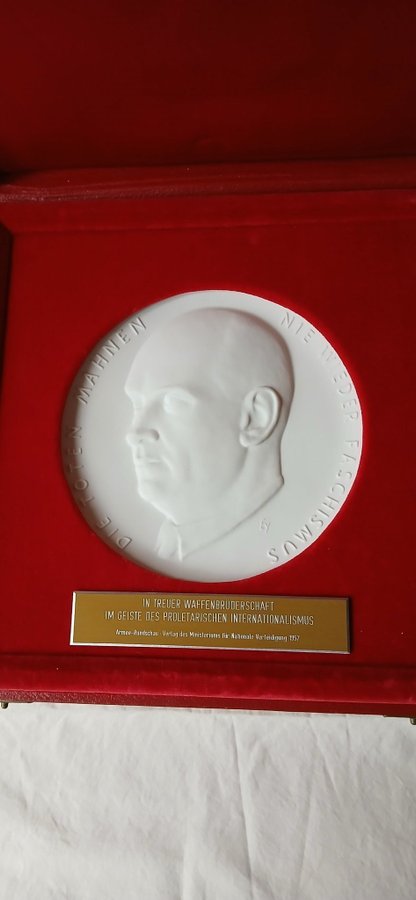 DIE TOTEN MAHNEN
NIE WIEDER FASCHISMUS
IN TREUER WAFFENBRÜDERSCHAFT
IM GEISTE DES PROLETARISCHEN INTERNATIONALISMUS
Armee-Rundschau · Verlag des Ministeriums für Nationale Verteidigung 1957